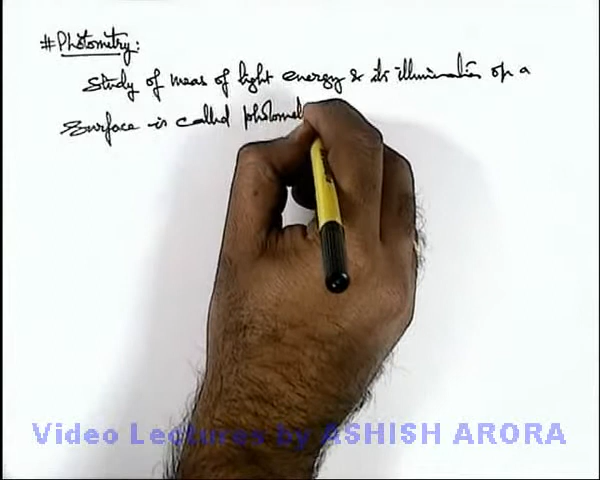 # Photometry:
Study of meas of light energy & its illumination of a
surface is called photomet
Video Lectures by ASHISH ARORA